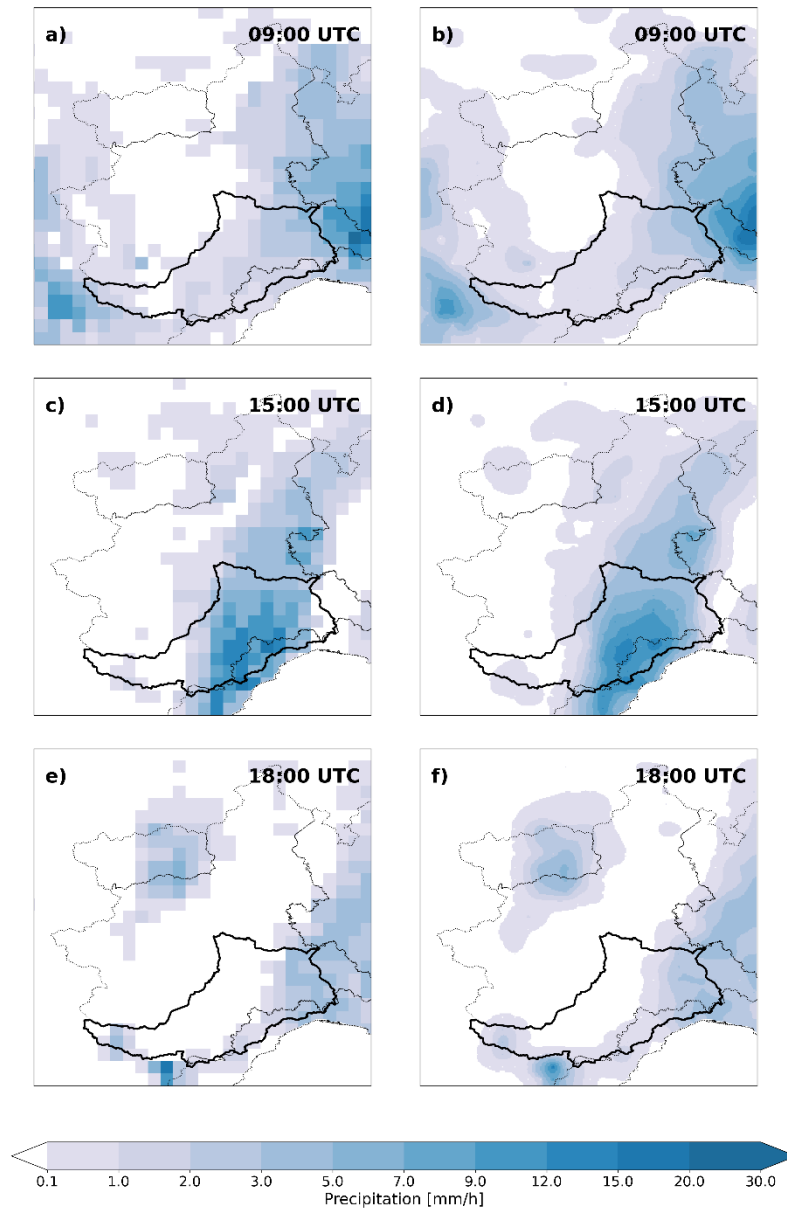 a) 09:00 UTC
b) 09:00 UTC
c) 15:00 UTC
d) 15:00 UTC
e) 18:00 UTC
f) 18:00 UTC
0.1 1.0 2.0 3.0 5.0 7.0 9.0 12.0 15.0 20.0 30.0
Precipitation [mm/h]